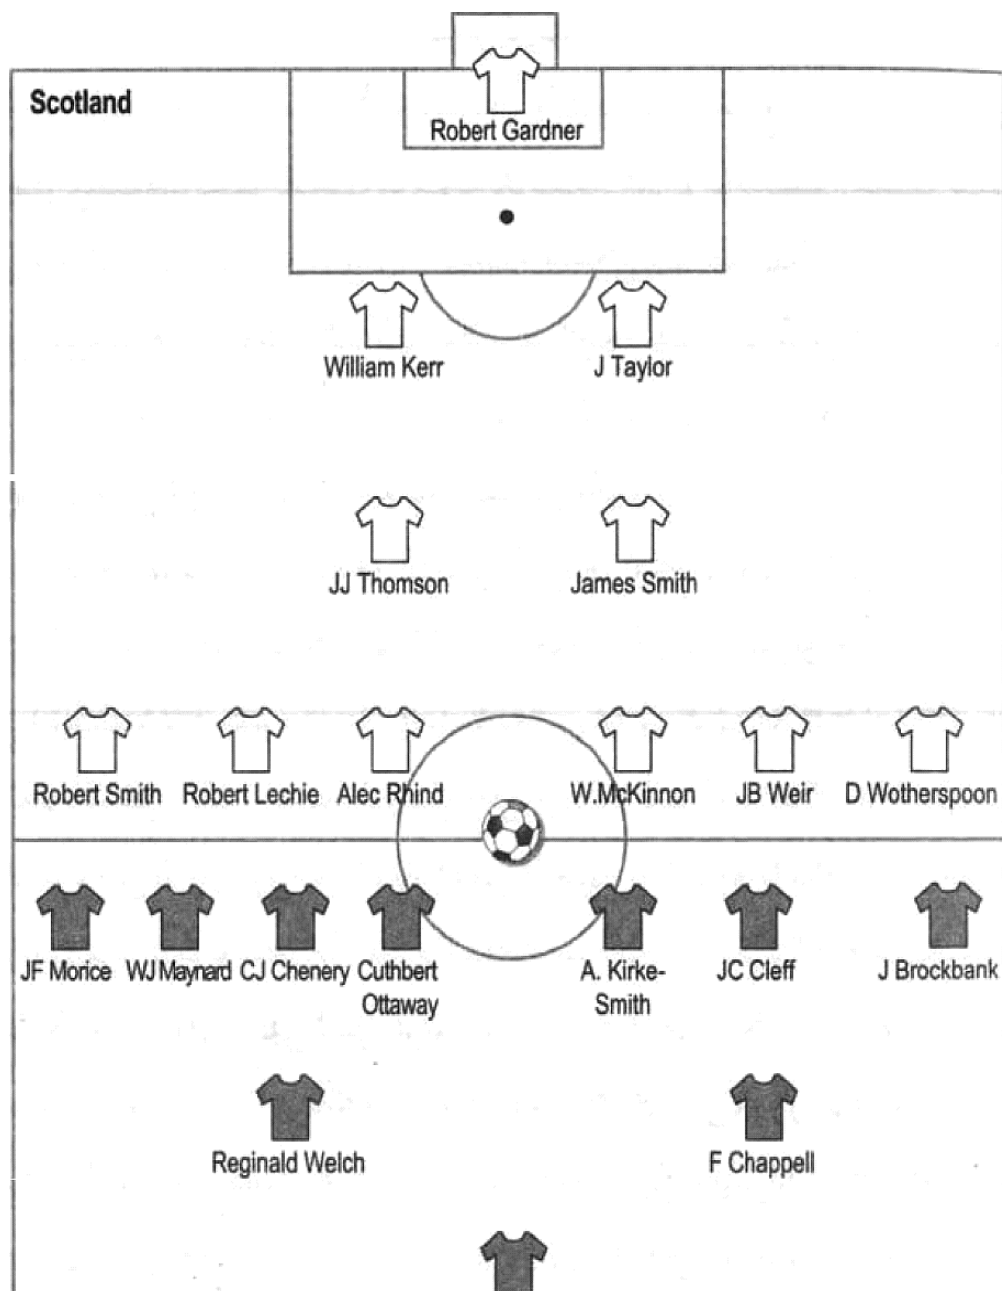 Scotland
Robert Gardner
William Kerr
J Taylor
JJ Thomson
James Smith
Robert Smith
Robert Lechie
Alec Rhind
W.McKinnon
JB Weir
D Wotherspoon
JF Morice
WJ Maynard
CJ Chenery
Cuthbert
Ottaway
A. Kirke-
Smith
JC Cleff
J Brockbank
Reginald Welch
F Chappell